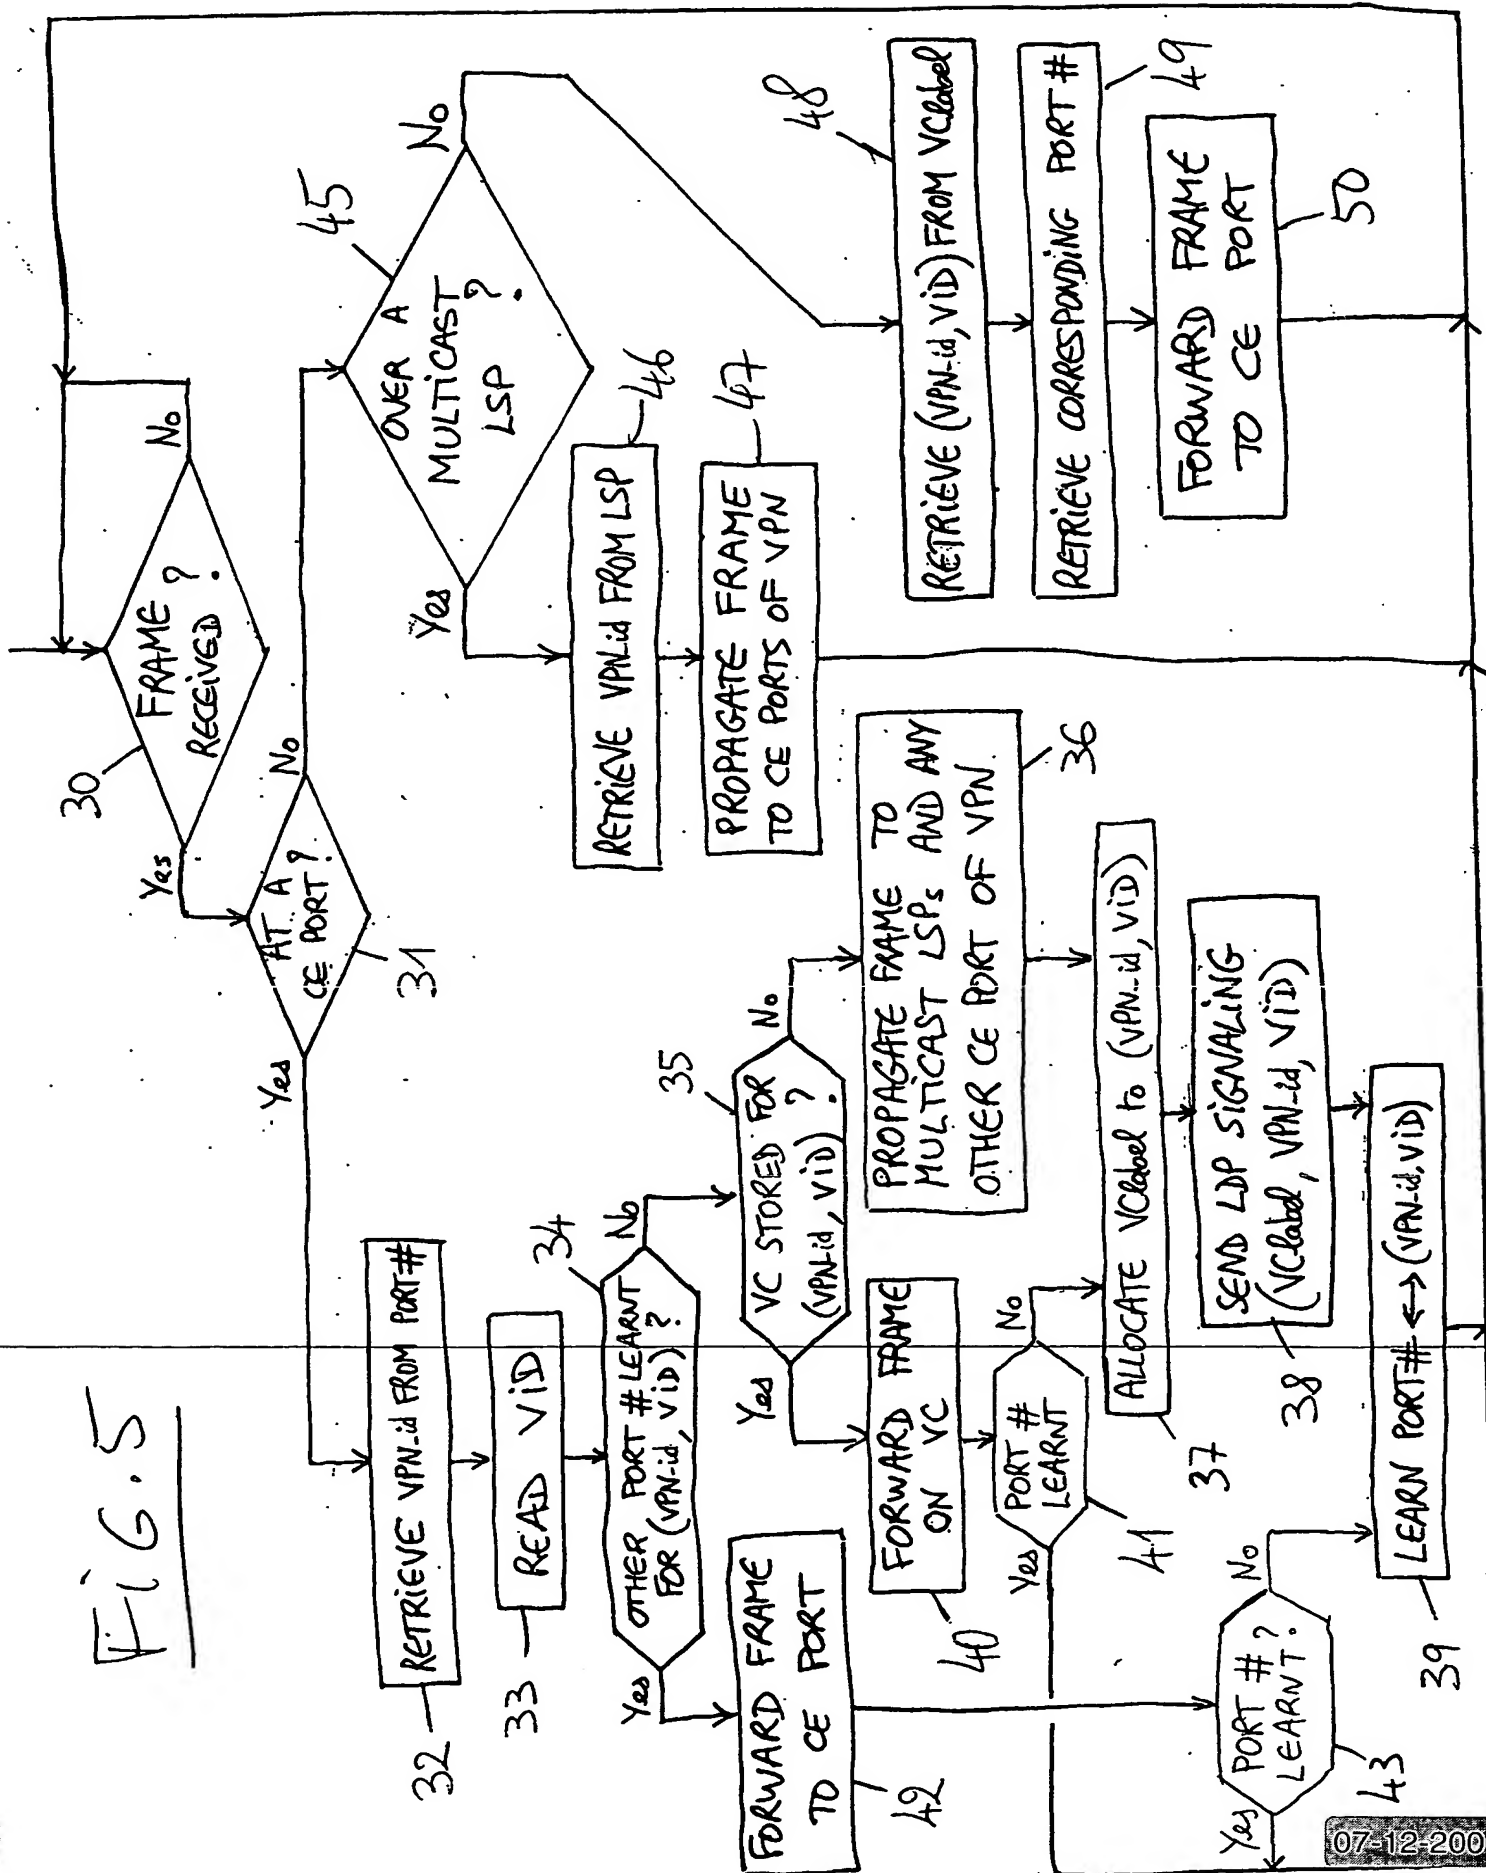 FIG.5
30
FRAME
RECEIVED ?
No
Yes
AT A
CE PORT?
31
No
Yes
45
OVER A
MULTICAST
LSP ?
No
Yes
RETRIEVE VPN_id FROM LSP
46
PROPAGATE FRAME
TO CE PORTS OF VPN
47
48
RETRIEVE (VPN-id, ViD) FROM VClabel
RETRIEVE CORRESPONDING PORT #
49
FORWARD FRAME
TO CE PORT
50
RETRIEVE VPN_id FROM PORT#
32
READ ViD
33
34
OTHER PORT # LEARNT
FOR (VPN-id, ViD) ?
No
Yes
35
VC STORED FOR
(VPN-id, ViD) ?
No
Yes
PROPAGATE FRAME TO
MULTICAST LSPs AND ANY
OTHER CE PORT OF VPN.
36
FORWARD FRAME
TO CE PORT
42
FORWARD FRAME
ON VC
40
PORT #
LEARNT
41
No
Yes
ALLOCATE VClabel to (VPN_id, ViD)
37
SEND LDP SIGNALING
(VClabel, VPN-id, ViD)
38
PORT #
LEARNT?
43
No
Yes
LEARN PORT# <-> (VPN-id, ViD)
39
07-12-200